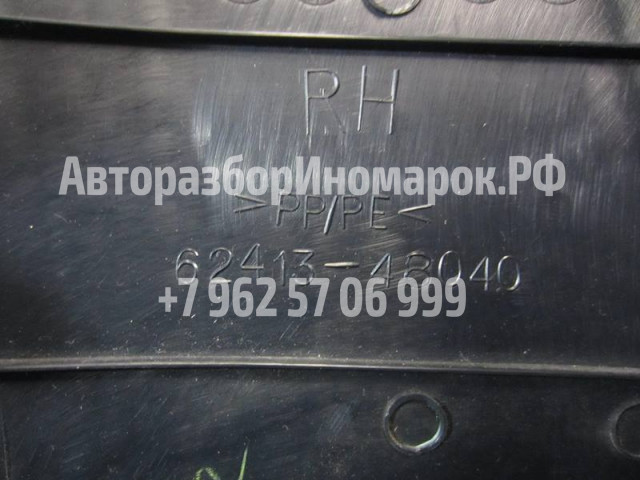 RH
АвторазборИномарок.РФ
>PP/PE<
62413-48040
+7 962 57 06 999